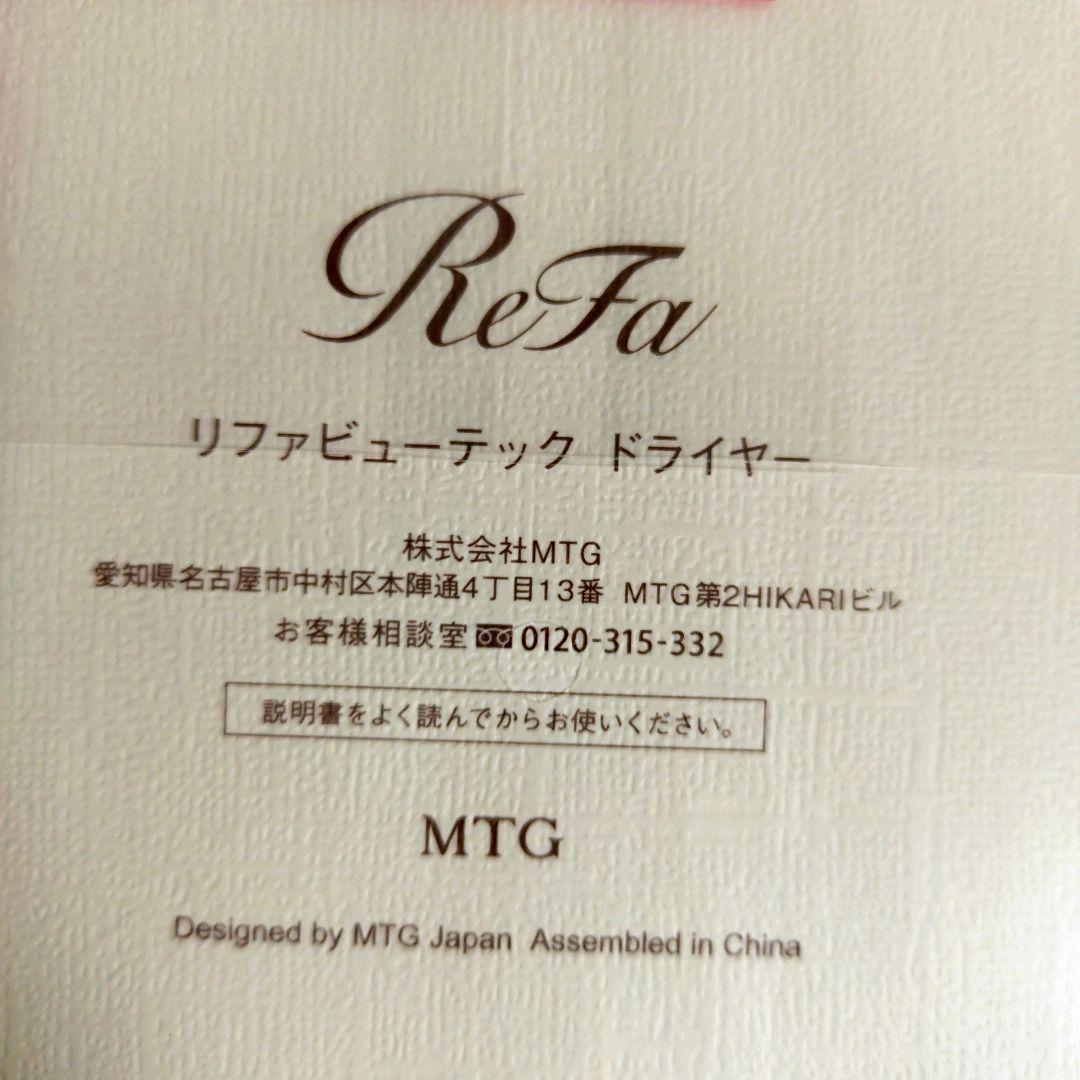 ReFa
リファビューテック ドライヤー
株式会社MTG
愛知県名古屋市中村区本陣通4丁目13番 MTG第2HIKARIビル
お客様相談室 0120-315-332
説明書をよく読んでからお使いください。
MTG
Designed by MTG Japan Assembled in China